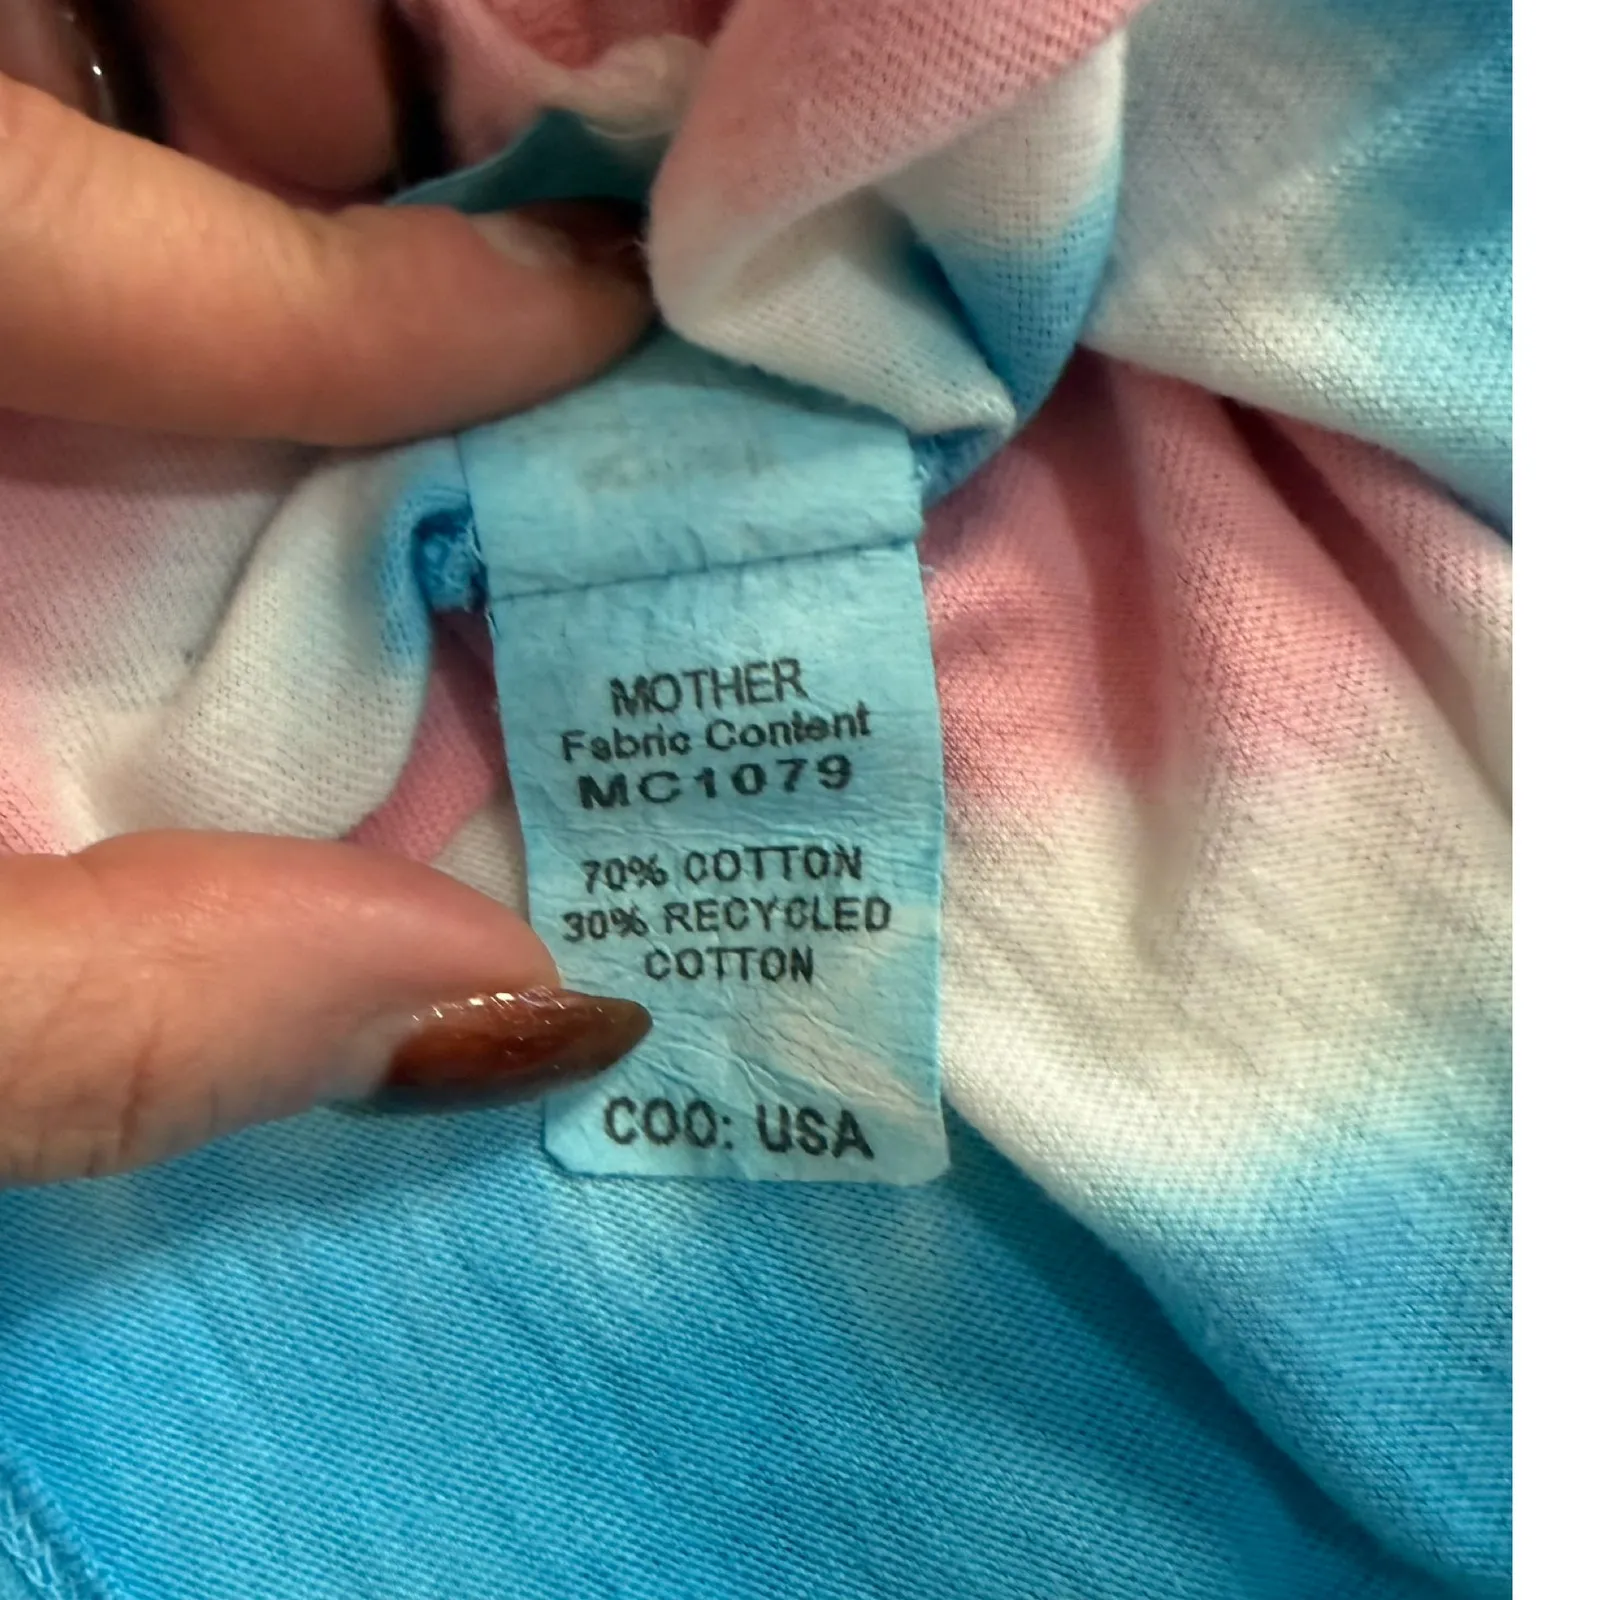 MOTHER
Fabric Content
MC1079
70% COTTON
30% RECYCLED
COTTON
COO: USA